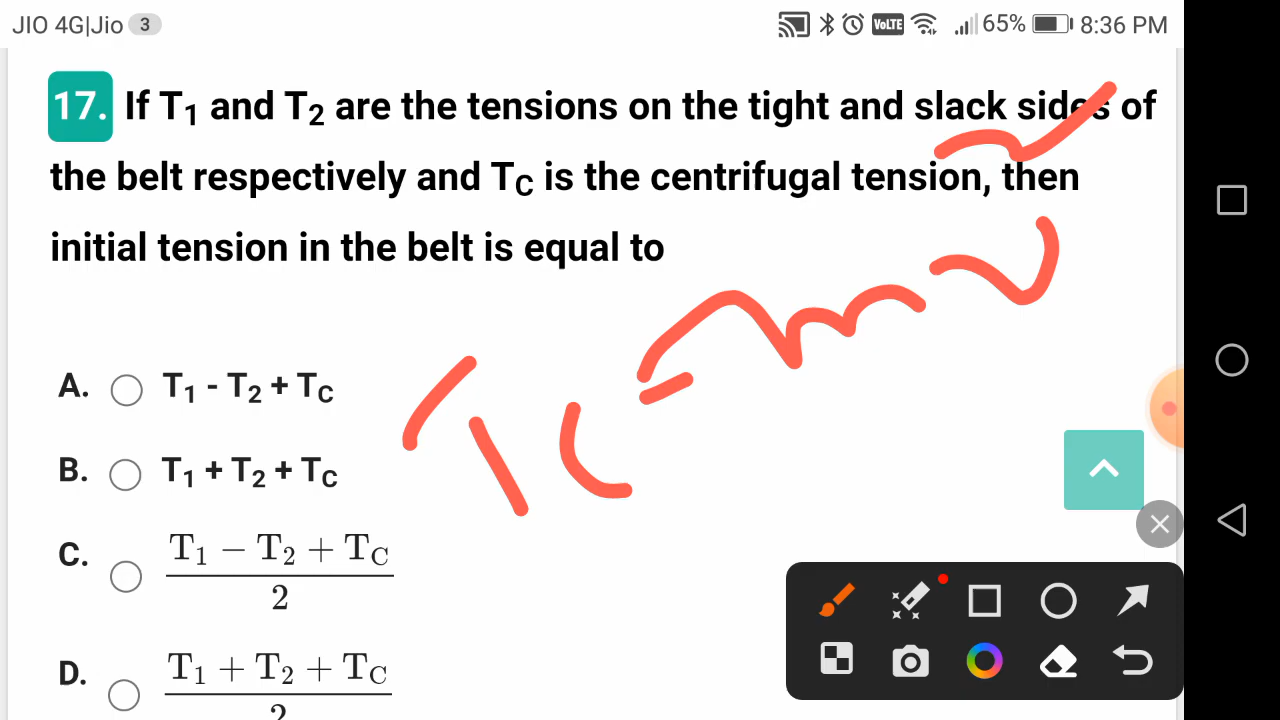 JIO 4G|Jio 3 VoLTE 65% 8:36 PM
17. If T1 and T2 are the tensions on the tight and slack sides of
the belt respectively and TC is the centrifugal tension, then
initial tension in the belt is equal to
A. T1 - T2 + TC
B. T1 + T2 + TC
C. T1 − T2 + TC
2
D. T1 + T2 + TC
2